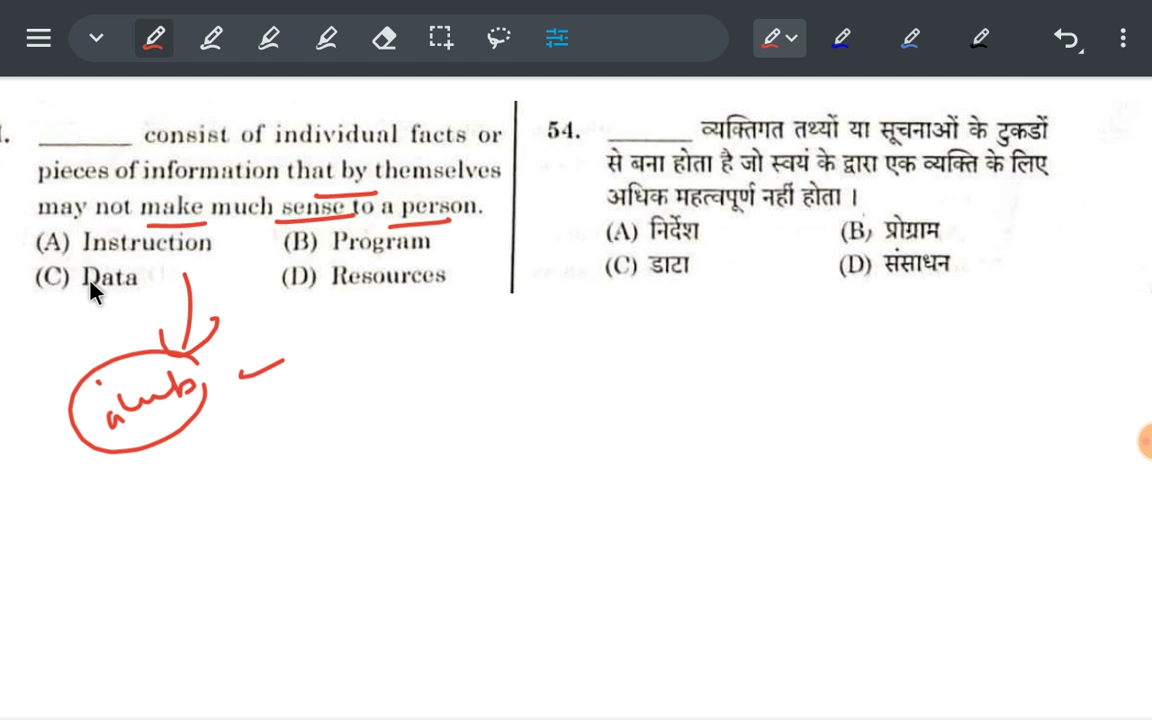 _______ consist of individual facts or
pieces of information that by themselves
may not make much sense to a person.
(A) Instruction (B) Program
(C) Data (D) Resources
54. _______ व्यक्तिगत तथ्यों या सूचनाओं के टुकडों
से बना होता है जो स्वयं के द्वारा एक व्यक्ति के लिए
अधिक महत्वपूर्ण नहीं होता ।
(A) निर्देश (B) प्रोग्राम
(C) डाटा (D) संसाधन